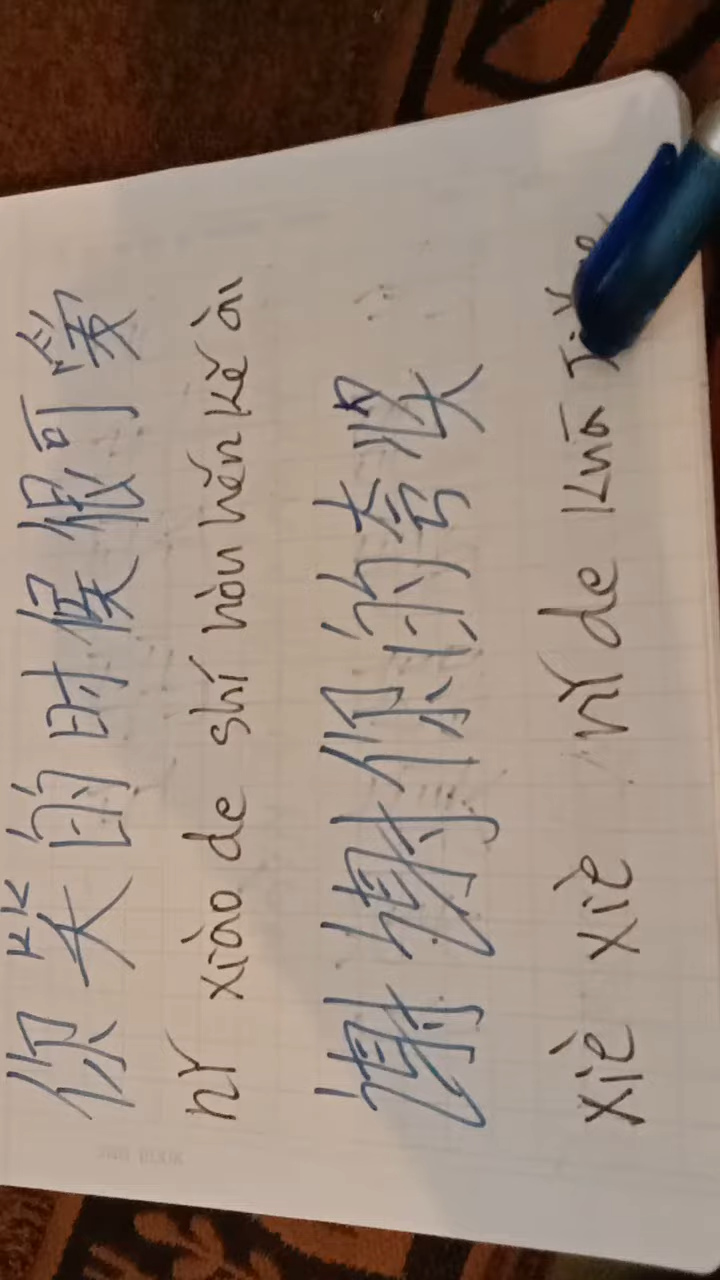 你笑的时候很可爱
nǐ xiào de shí hòu hěn kě ài
谢谢你的夸奖
xiè xiè nǐ de kuā